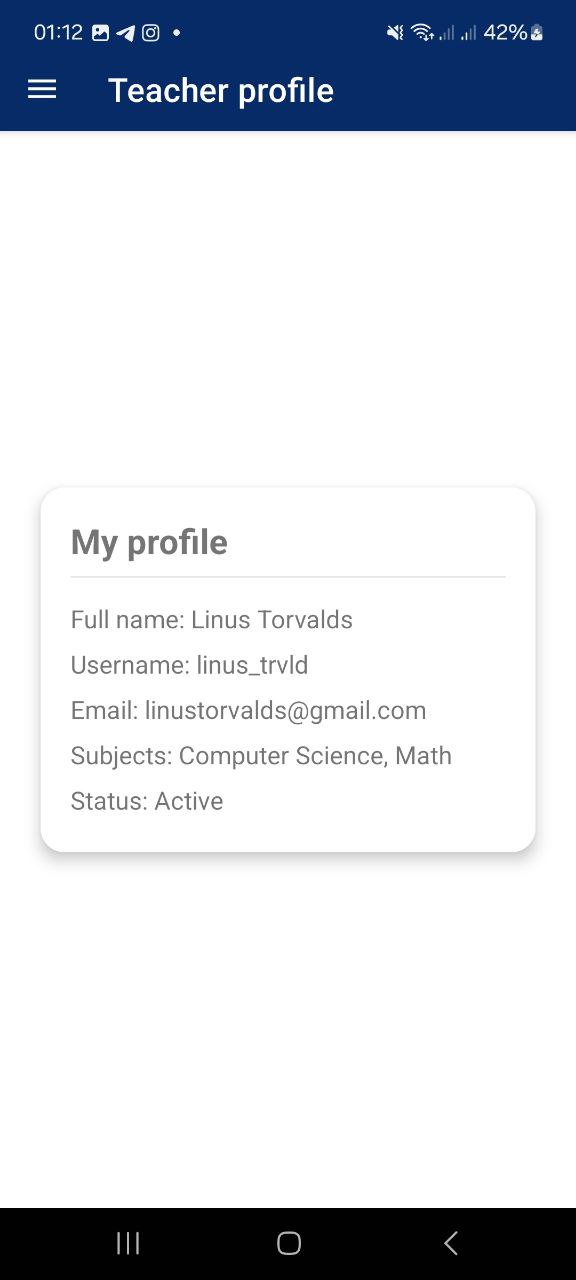 01:12 42%
Teacher profile
My profile
Full name: Linus Torvalds
Username: linus_trvld
Email: linustorvalds@gmail.com
Subjects: Computer Science, Math
Status: Active